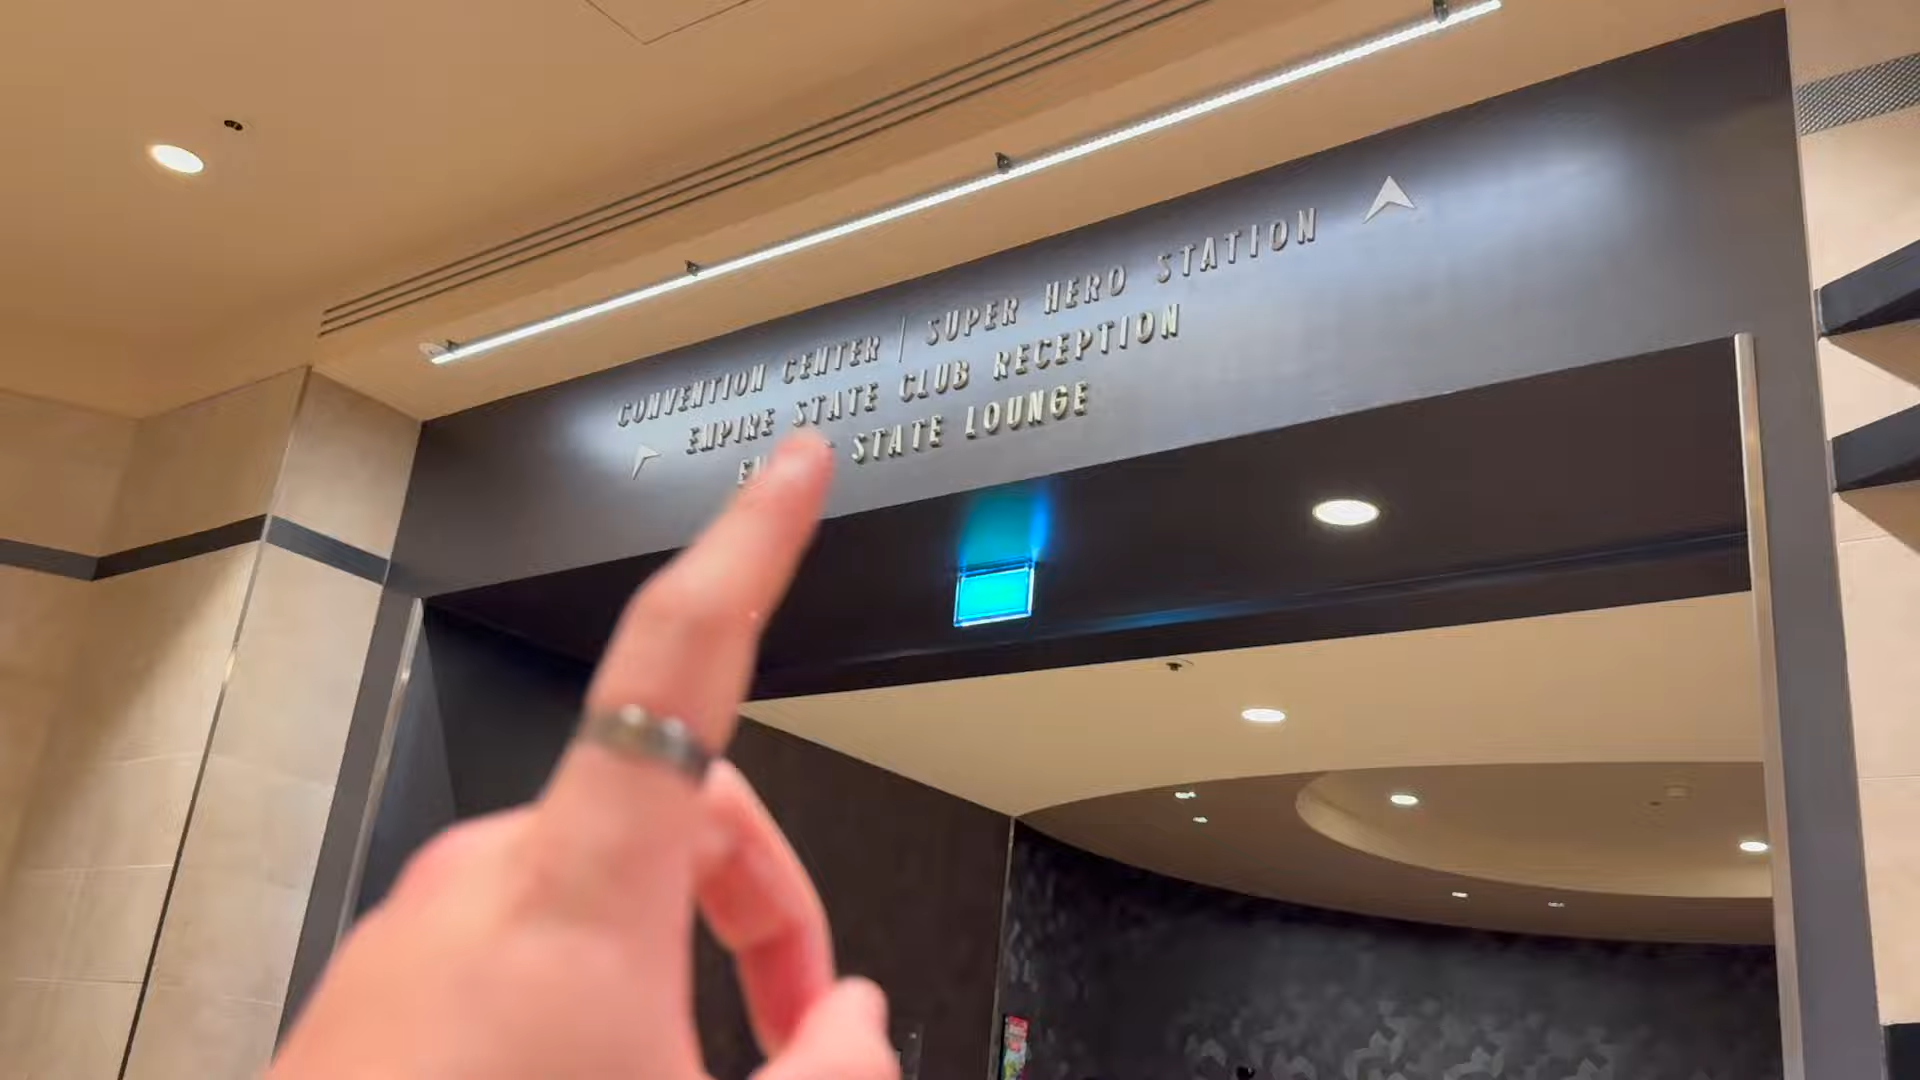 CONVENTION CENTER | SUPER HERO STATION
EMPIRE STATE CLUB RECEPTION
STATE LOUNGE